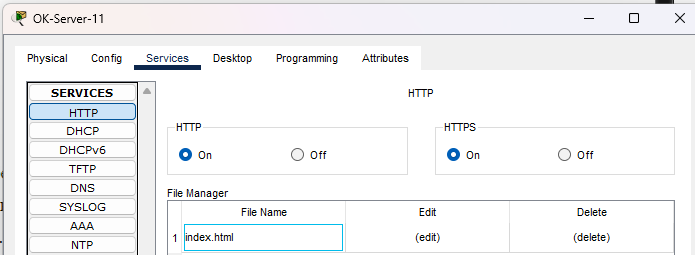 OK-Server-11
Physical Config Services Desktop Programming Attributes
SERVICES
HTTP
DHCP
DHCPv6
TFTP
DNS
SYSLOG
AAA
NTP
HTTP
HTTP
On Off
HTTPS
On Off
File Manager
File Name Edit Delete
1 index.html (edit) (delete)